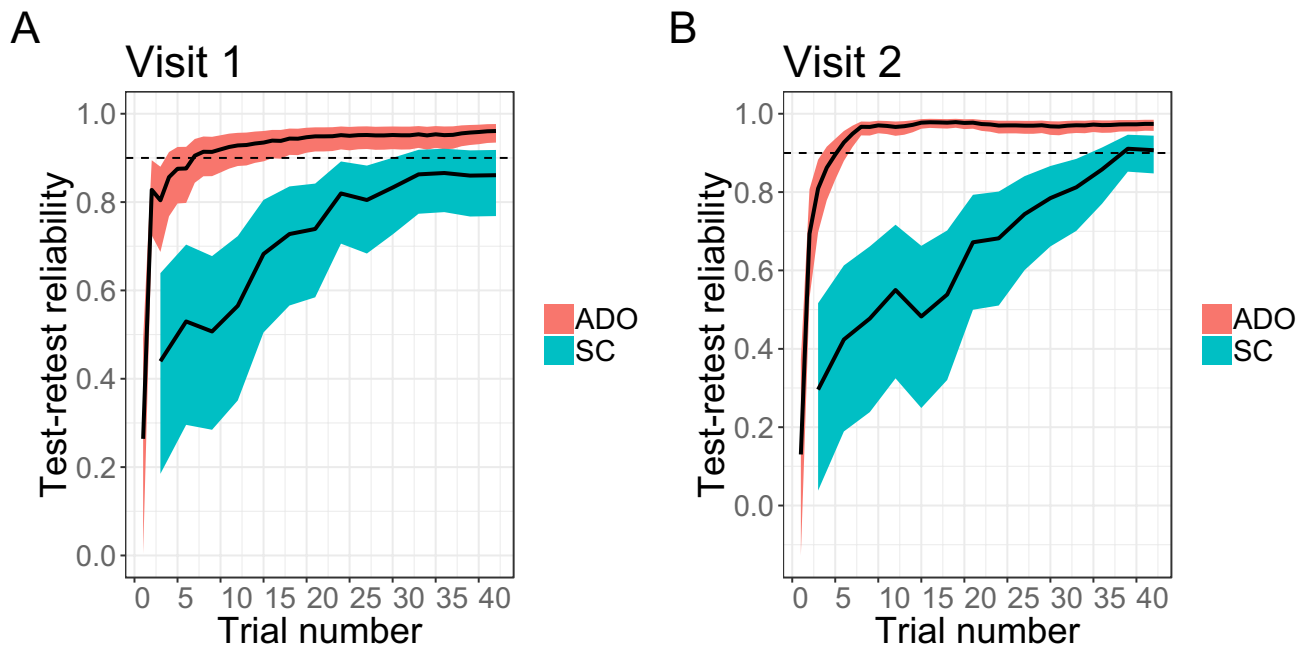 A
Visit 1
Test-retest reliability
1.0
0.8
0.6
0.4
0.2
0.0
0 5 10 15 20 25 30 35 40
Trial number
ADO
SC
B
Visit 2
Test-retest reliability
1.0
0.8
0.6
0.4
0.2
0.0
0 5 10 15 20 25 30 35 40
Trial number
ADO
SC